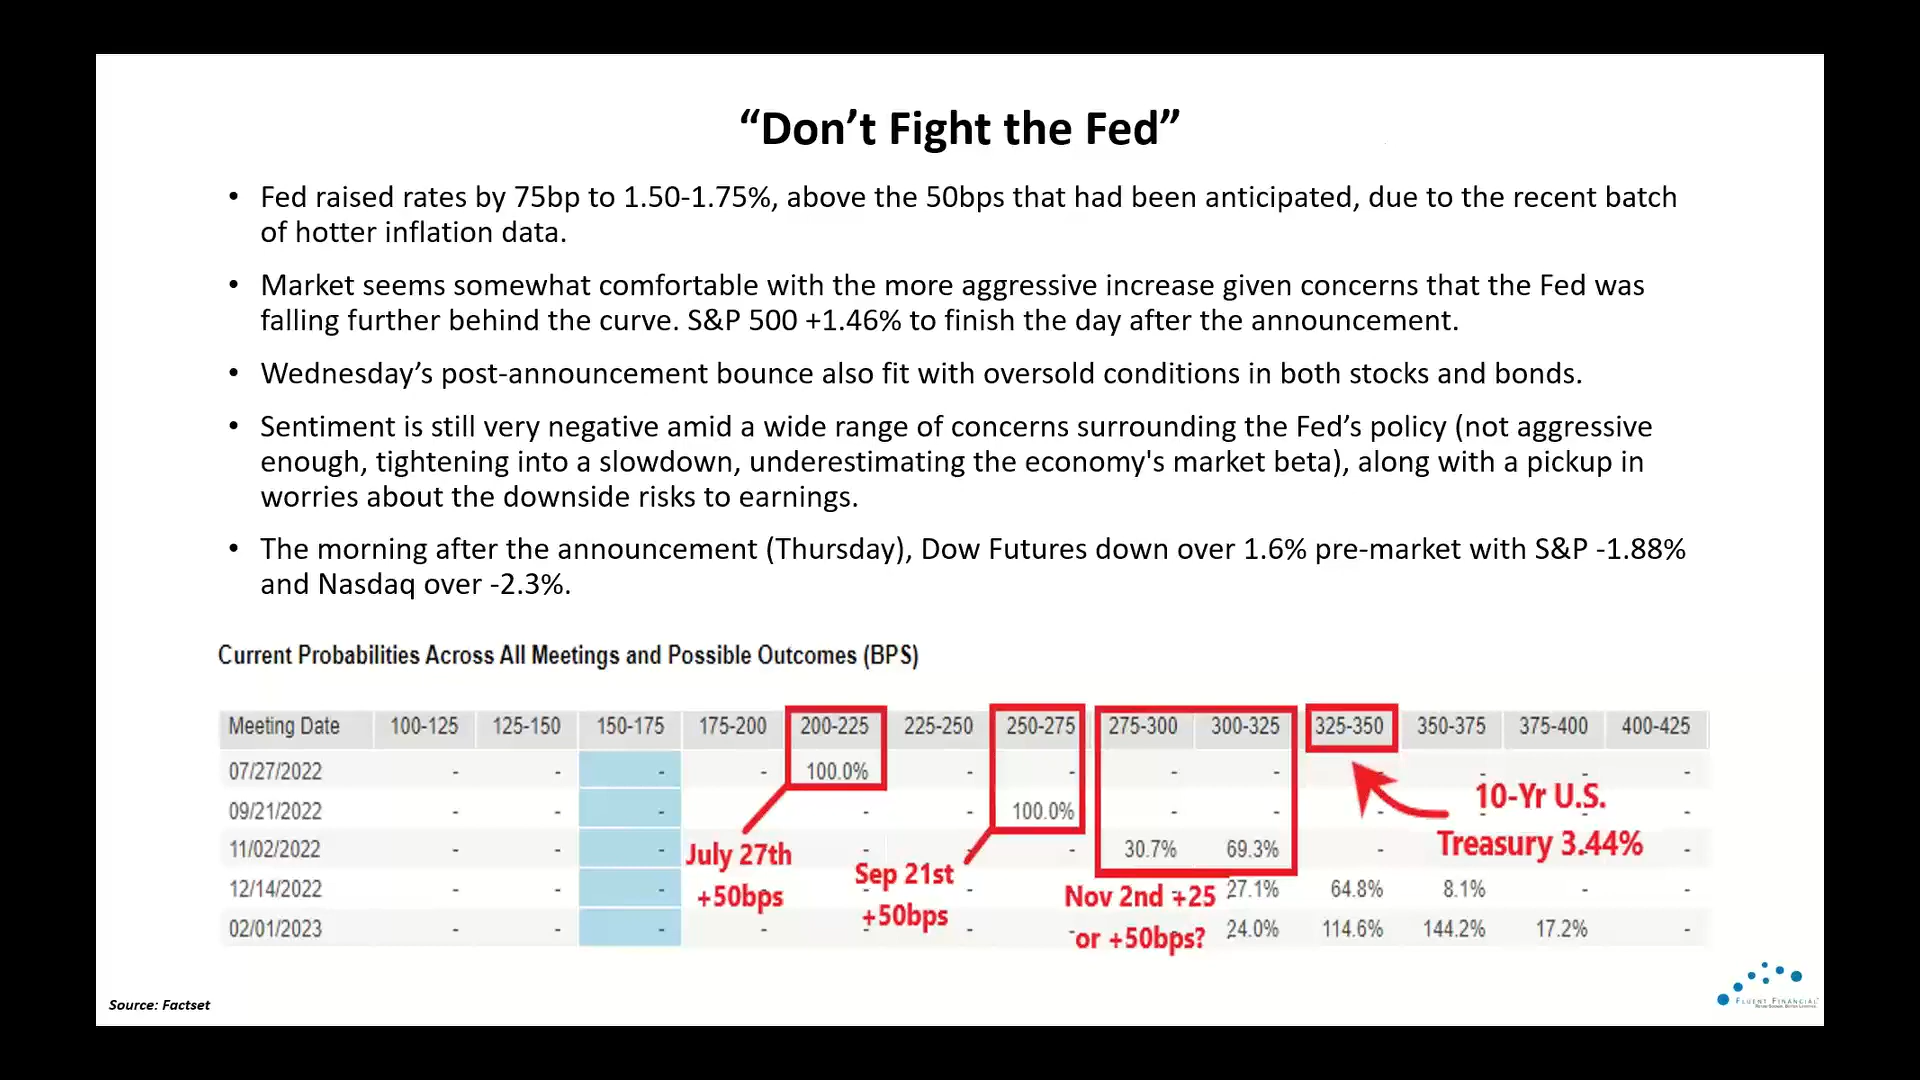 “Don’t Fight the Fed”
• Fed raised rates by 75bp to 1.50-1.75%, above the 50bps that had been anticipated, due to the recent batch
of hotter inflation data.
• Market seems somewhat comfortable with the more aggressive increase given concerns that the Fed was
falling further behind the curve. S&P 500 +1.46% to finish the day after the announcement.
• Wednesday’s post-announcement bounce also fit with oversold conditions in both stocks and bonds.
• Sentiment is still very negative amid a wide range of concerns surrounding the Fed’s policy (not aggressive
enough, tightening into a slowdown, underestimating the economy's market beta), along with a pickup in
worries about the downside risks to earnings.
• The morning after the announcement (Thursday), Dow Futures down over 1.6% pre-market with S&P -1.88%
and Nasdaq over -2.3%.
Current Probabilities Across All Meetings and Possible Outcomes (BPS)
Meeting Date 100-125 125-150 150-175 175-200 200-225 225-250 250-275 275-300 300-325 325-350 350-375 375-400 400-425
07/27/2022 - - - - 100.0% - - - - - - - -
09/21/2022 - - - - - 100.0% - - - - -
11/02/2022 - - - - - 30.7% 69.3% - -
12/14/2022 - - - - - - - 27.1% 64.8% 8.1% - -
02/01/2023 - - - - - - - 24.0% 114.6% 144.2% 17.2% -
July 27th
+50bps
Sep 21st
+50bps
Nov 2nd +25
or +50bps?
10-Yr U.S.
Treasury 3.44%
Source: Factset
FLUENT FINANCIAL